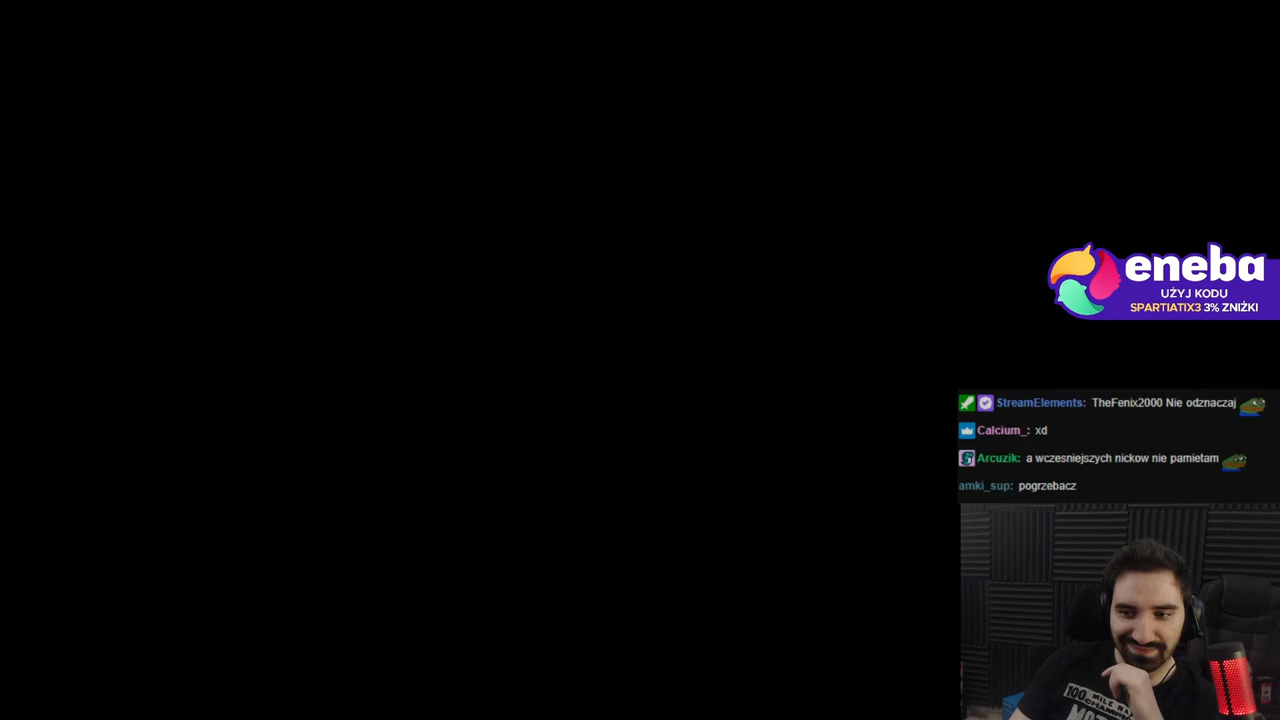 eneba
UŻYJ KODU
SPARTIATIX3 3% ZNIŻKI
StreamElements: TheFenix2000 Nie odznaczaj
Calcium_: xd
Arcuzik: a wczesniejszych nickow nie pamietam
amki_sup: pogrzebacz
100